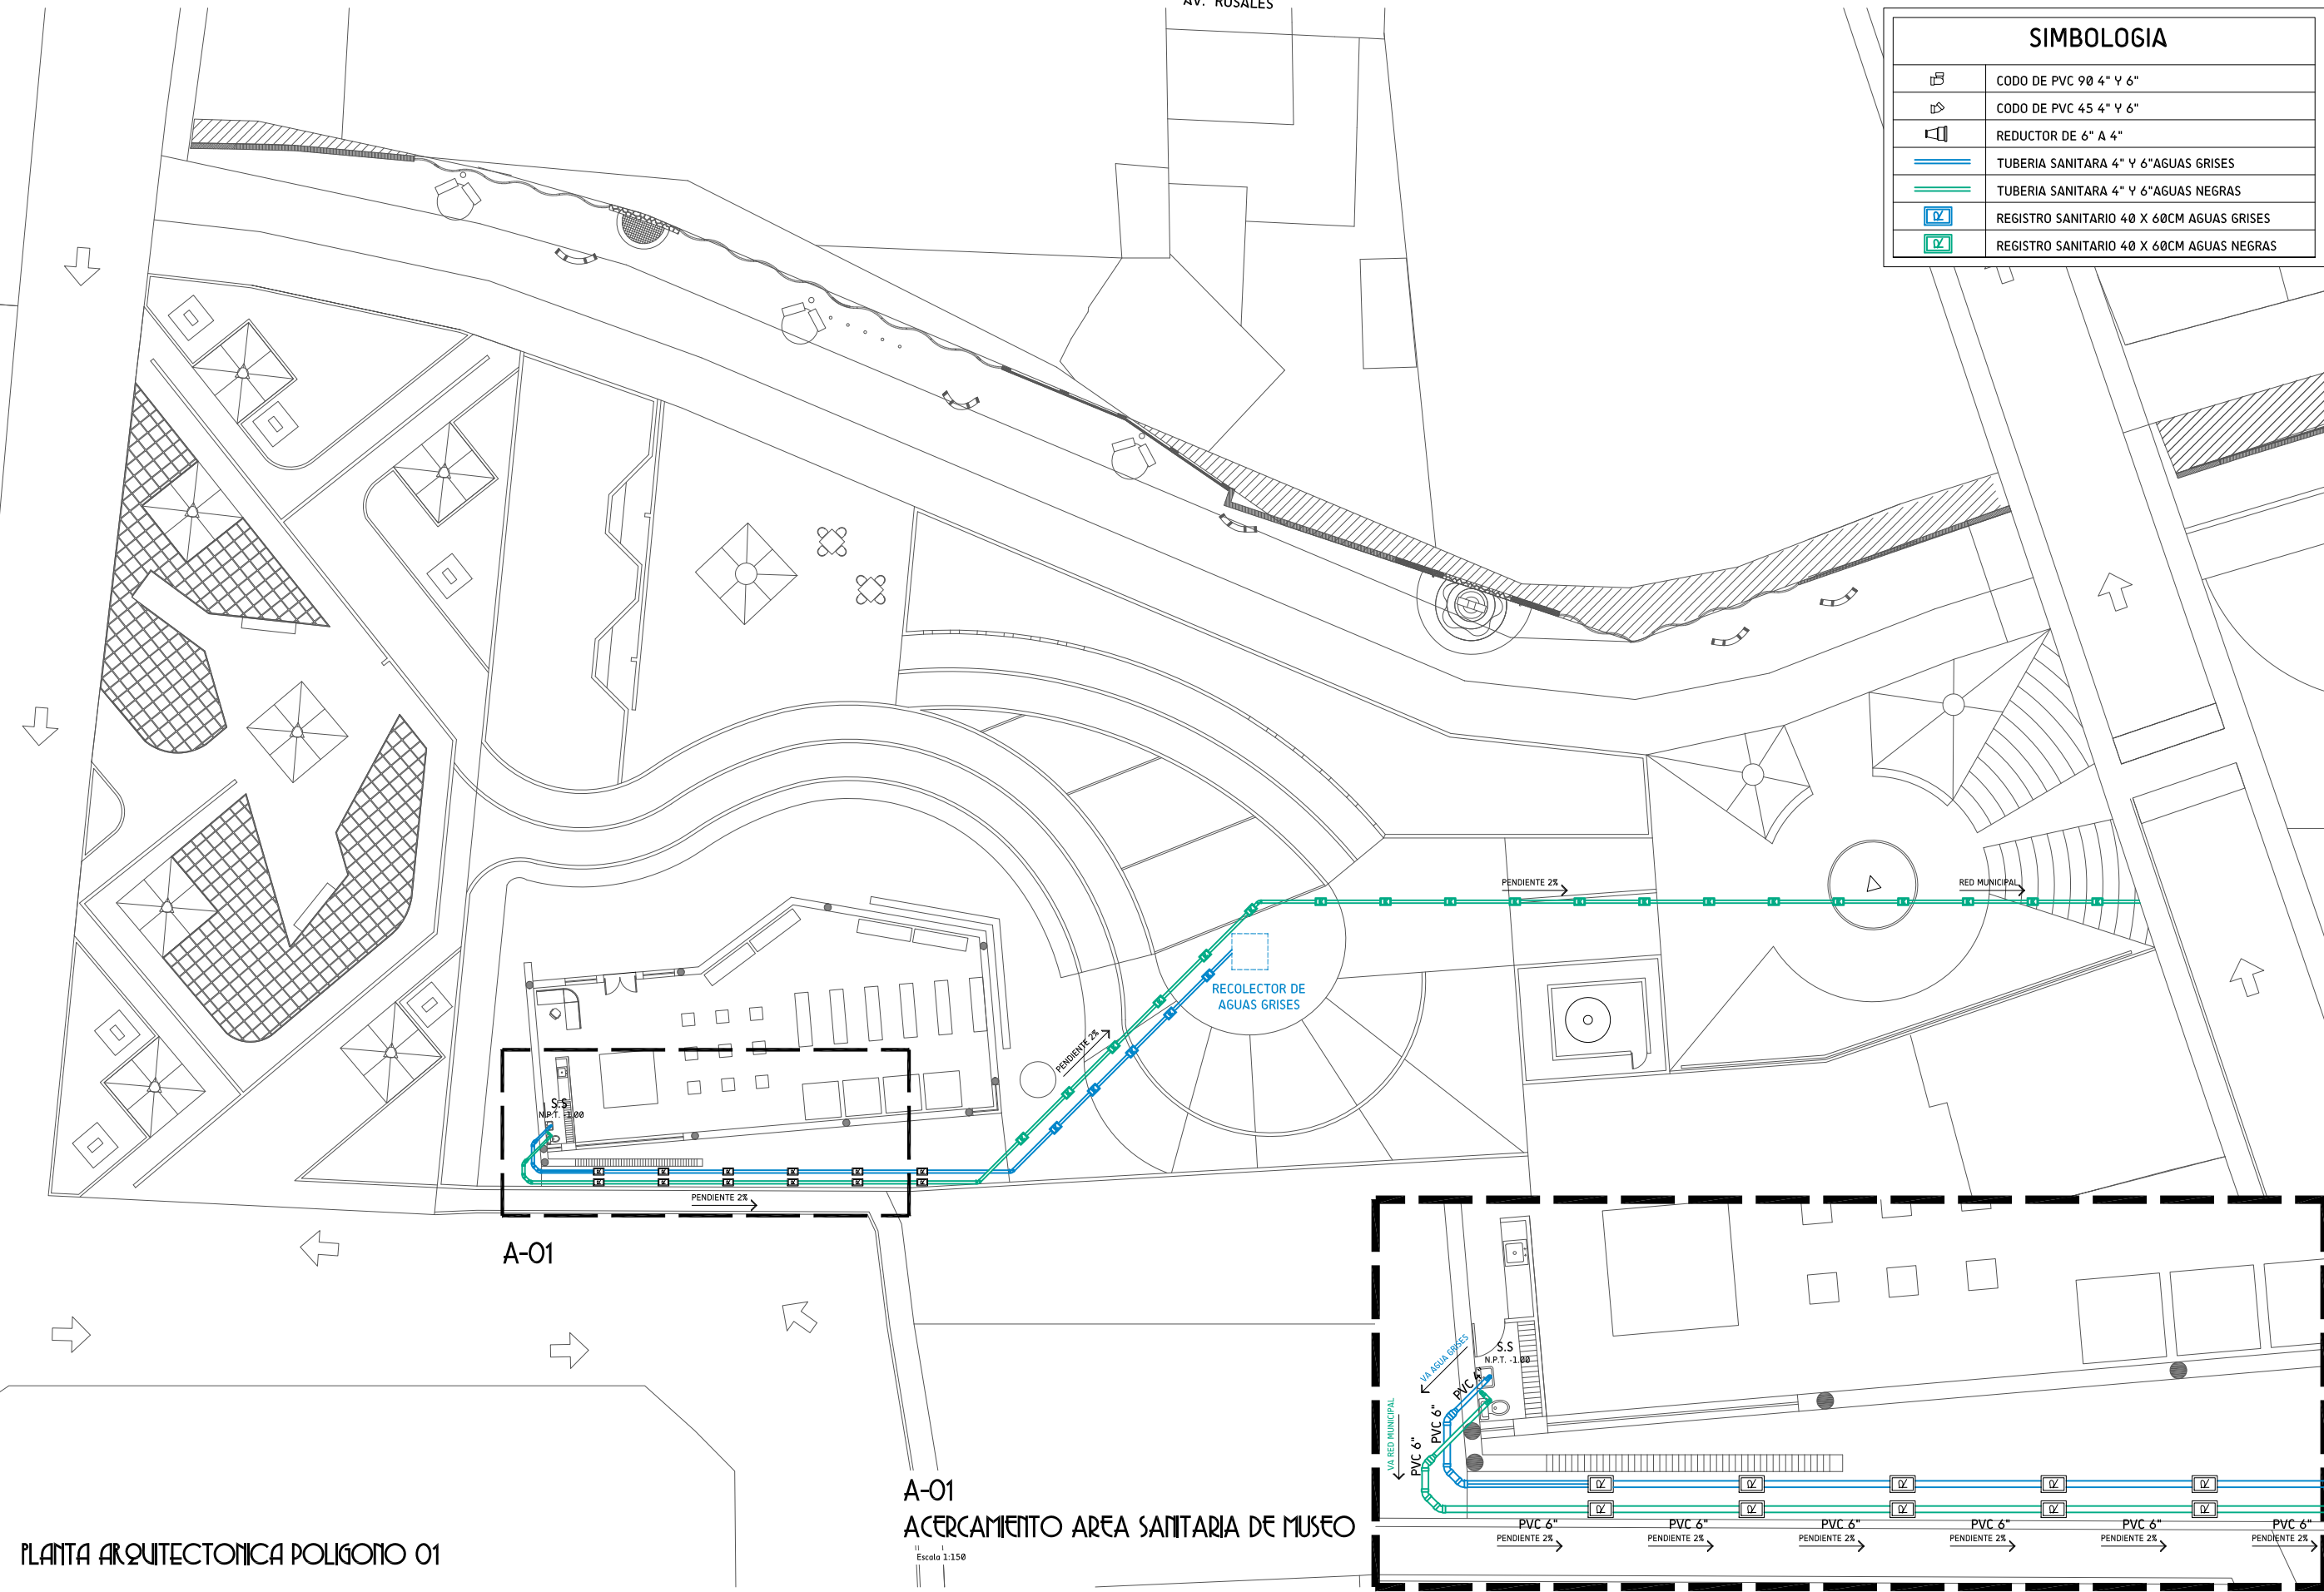 AV. ROSALES
SIMBOLOGIA
CODO DE PVC 90 4" Y 6"
CODO DE PVC 45 4" Y 6"
REDUCTOR DE 6" A 4"
TUBERIA SANITARA 4" Y 6"AGUAS GRISES
TUBERIA SANITARA 4" Y 6"AGUAS NEGRAS
R REGISTRO SANITARIO 40 X 60CM AGUAS GRISES
R REGISTRO SANITARIO 40 X 60CM AGUAS NEGRAS
PENDIENTE 2%
RED MUNICIPAL
RECOLECTOR DE
AGUAS GRISES
PENDIENTE 2%
S.S
N.P.T. -1.00
PENDIENTE 2%
A-01
S.S
N.P.T. -1.00
VA AGUA GRISES
PVC 4"
PVC 6"
PVC 6"
VA RED MUNICIPAL
R R R R R
R R R R R
PVC 6" PVC 6" PVC 6" PVC 6" PVC 6" PVC 6"
PENDIENTE 2% PENDIENTE 2% PENDIENTE 2% PENDIENTE 2% PENDIENTE 2% PENDIENTE 2%
A-01
ACERCAMIENTO AREA SANITARIA DE MUSEO
Escala 1:150
PLANTA ARQUITECTONICA POLIGONO 01